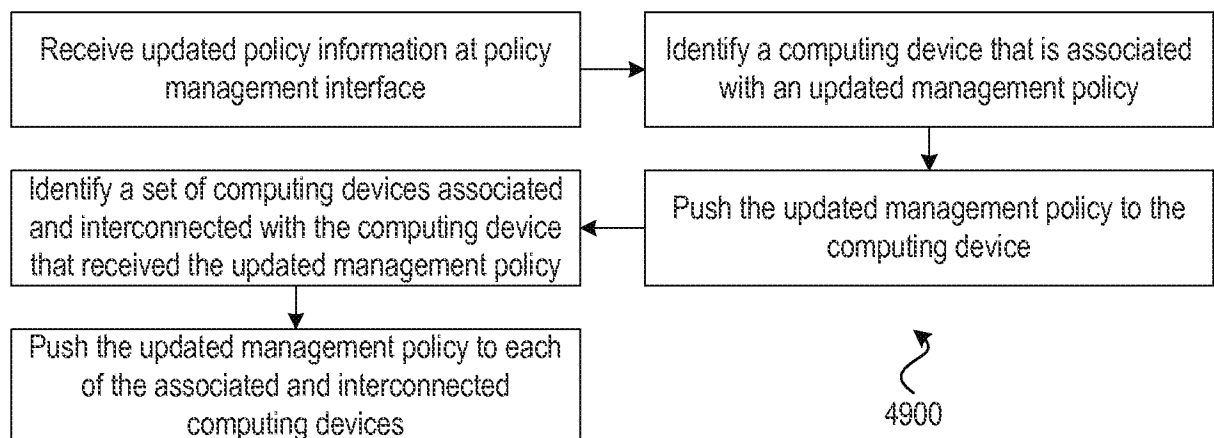 Receive updated policy information at policy
management interface
Identify a computing device that is associated
with an updated management policy
Push the updated management policy to the
computing device
Identify a set of computing devices associated
and interconnected with the computing device
that received the updated management policy
Push the updated management policy to each
of the associated and interconnected
computing devices
4900